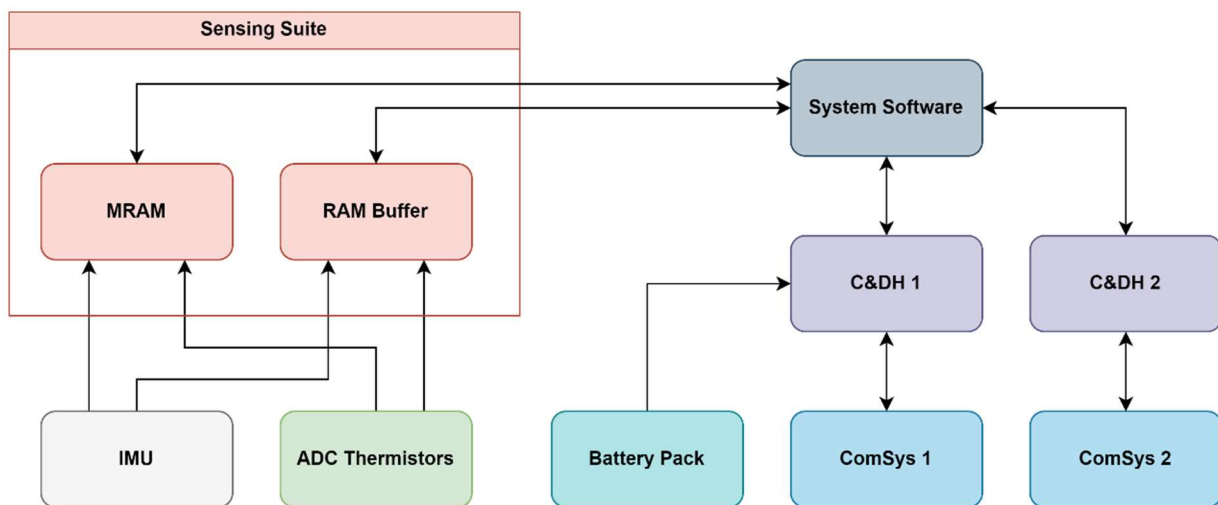 Sensing Suite
System Software
MRAM
RAM Buffer
C&DH 1
C&DH 2
IMU
ADC Thermistors
Battery Pack
ComSys 1
ComSys 2